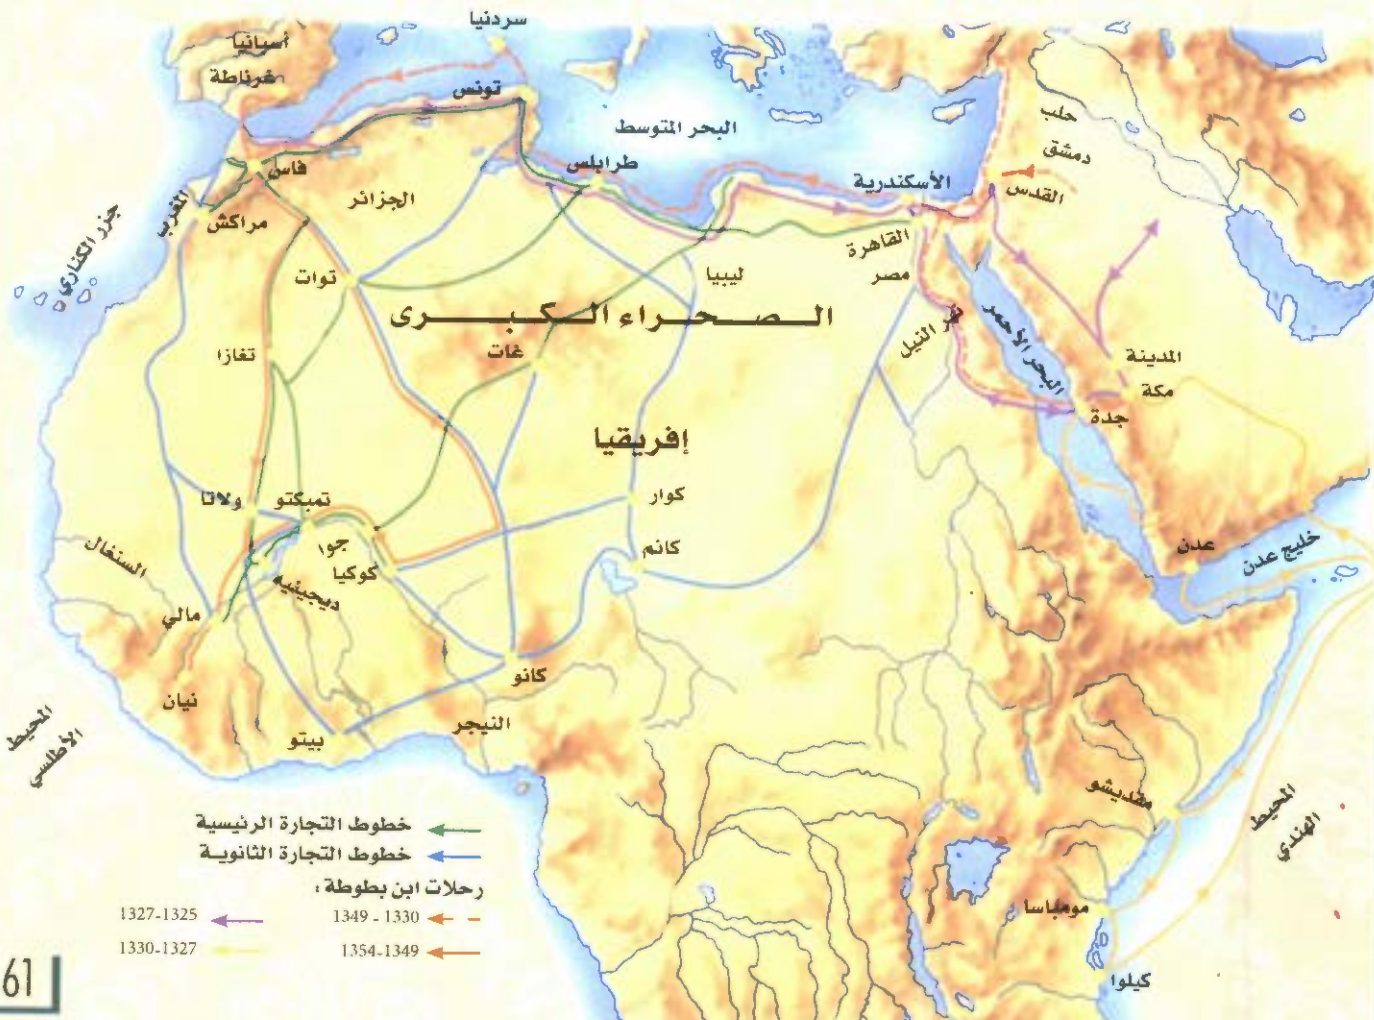 سردنيا
أسبانيا
غرناطة
تونس
البحر المتوسط
حلب
دمشق
القدس
طرابلس
الأسكندرية
فاس
الجزائر
المغرب
مراكش
جزر الكناري
القاهرة
مصر
ليبيا
توات
الصحراء الكبرى
نهر النيل
البحر الأحمر
تغازا
غات
المدينة
مكة
جدة
إفريقيا
كوار
ولاتا
تمبكتو
جوا
كوكيا
كانم
عدن
خليج عدن
السنغال
ديجينيه
مالي
كانو
نيان
النيجر
بيتو
المحيط
الأطلسي
مقديشو
المحيط
الهندي
مومباسا
كيلوا
خطوط التجارة الرئيسية
خطوط التجارة الثانوية
رحلات ابن بطوطة :
1349 - 1330
1327-1325
1354-1349
1330-1327
61